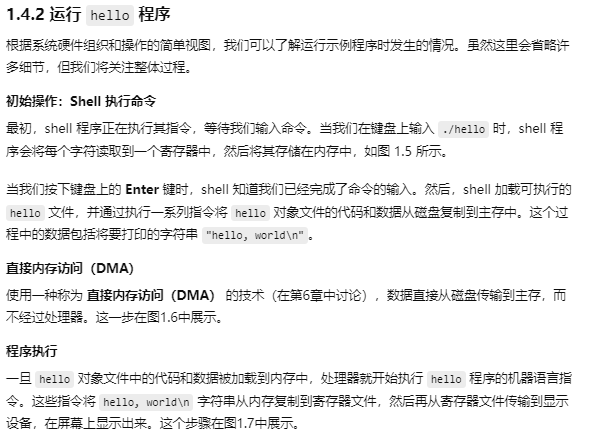 1.4.2 运行 hello 程序
根据系统硬件组织和操作的简单视图，我们可以了解运行示例程序时发生的情况。虽然这里会省略许
多细节，但我们将关注整体过程。
初始操作：Shell 执行命令
最初，shell 程序正在执行其指令，等待我们输入命令。当我们在键盘上输入 ./hello 时，shell 程
序会将每个字符读取到一个寄存器中，然后将其存储在内存中，如图 1.5 所示。
当我们按下键盘上的 Enter 键时，shell 知道我们已经完成了命令的输入。然后，shell 加载可执行的
hello 文件，并通过执行一系列指令将 hello 对象文件的代码和数据从磁盘复制到主存中。这个过
程中的数据包括将要打印的字符串 "hello, world\n"。
直接内存访问（DMA）
使用一种称为 直接内存访问（DMA） 的技术（在第6章中讨论），数据直接从磁盘传输到主存，而
不经过处理器。这一步在图1.6中展示。
程序执行
一旦 hello 对象文件中的代码和数据被加载到内存中，处理器就开始执行 hello 程序的机器语言指
令。这些指令将 hello, world\n 字符串从内存复制到寄存器文件，然后再从寄存器文件传输到显示
设备，在屏幕上显示出来。这个步骤在图1.7中展示。